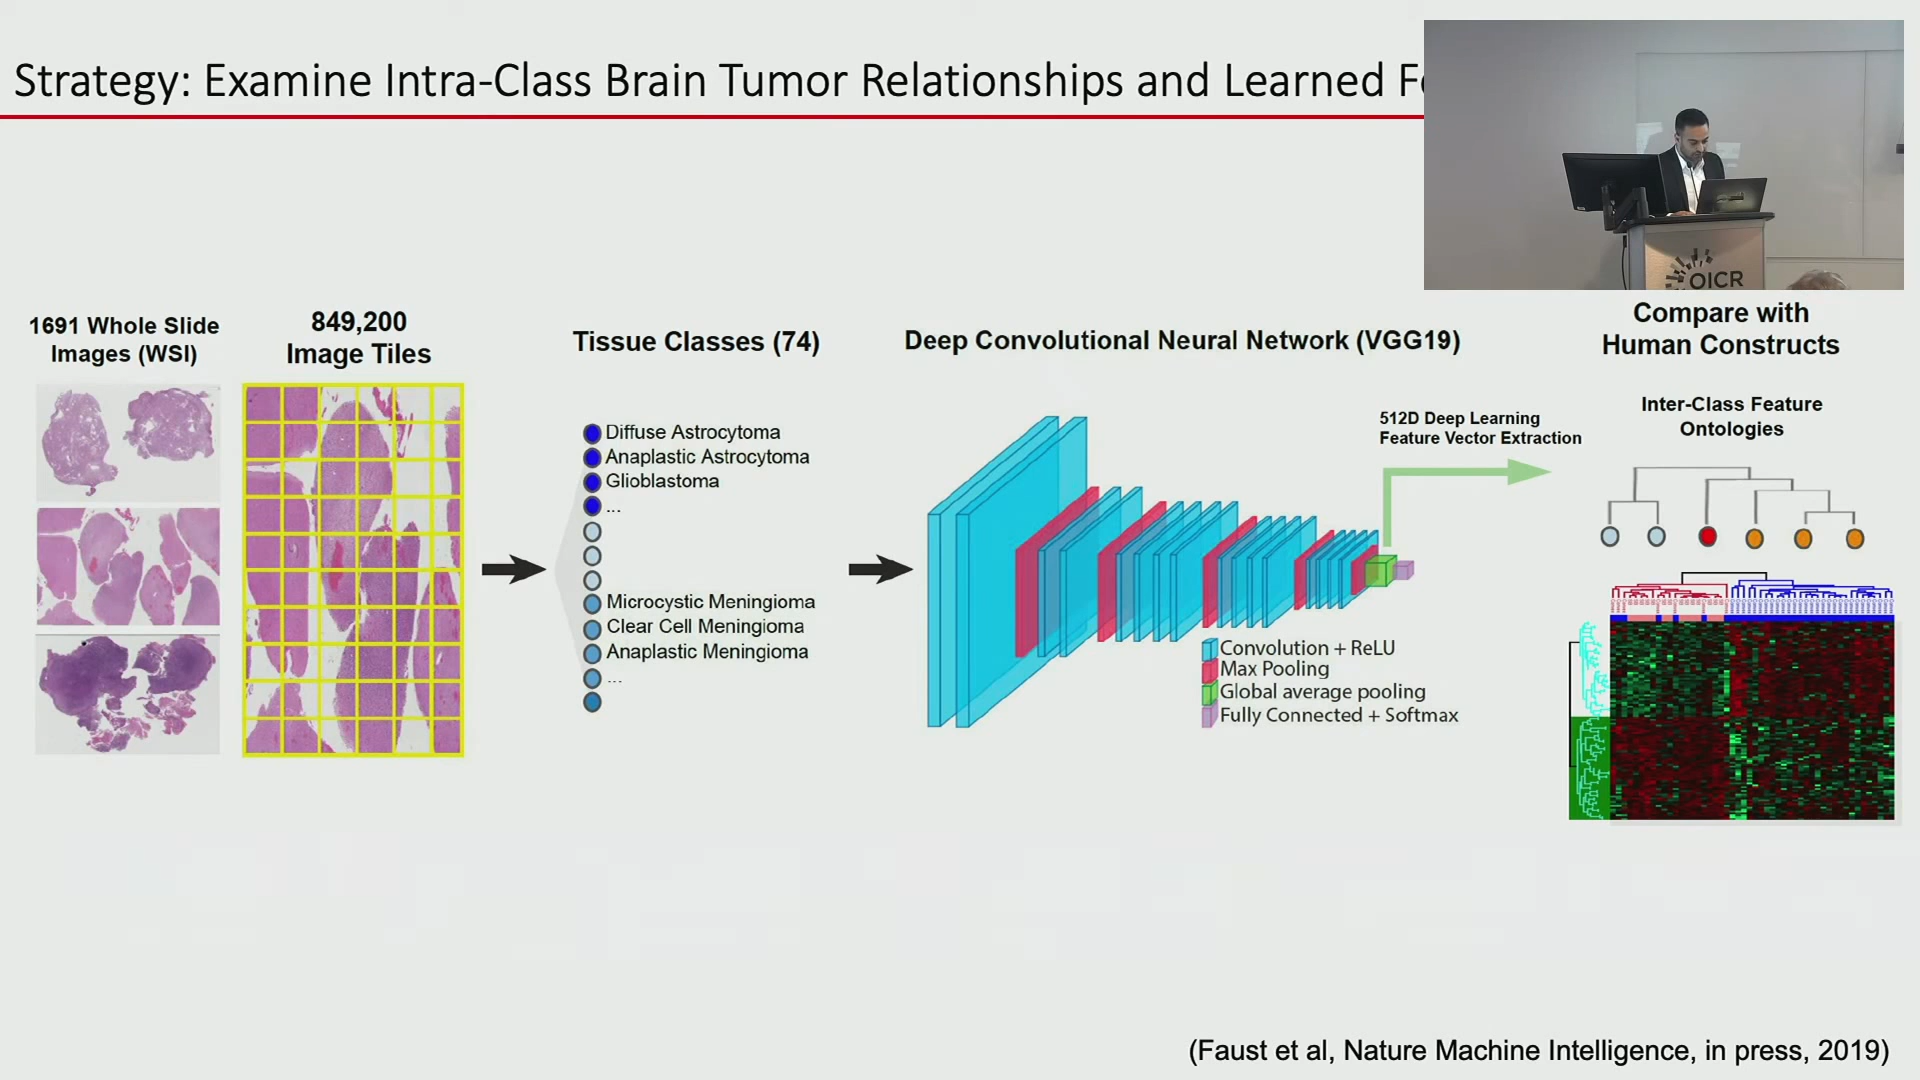 Strategy: Examine Intra-Class Brain Tumor Relationships and Learned
OICR
1691 Whole Slide
Images (WSI)
849,200
Image Tiles
Tissue Classes (74)
Diffuse Astrocytoma
Anaplastic Astrocytoma
Glioblastoma
...
Microcystic Meningioma
Clear Cell Meningioma
Anaplastic Meningioma
...
Deep Convolutional Neural Network (VGG19)
512D Deep Learning
Feature Vector Extraction
Convolution + ReLU
Max Pooling
Global average pooling
Fully Connected + Softmax
Compare with
Human Constructs
Inter-Class Feature
Ontologies
(Faust et al, Nature Machine Intelligence, in press, 2019)